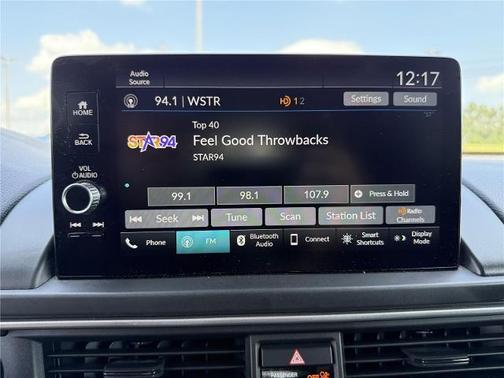 Audio
Source
12:17
94.1 | WSTR
HD 1 2
Settings
Sound
HOME
BACK
VOL
AUDIO
Top 40
STAR94
Feel Good Throwbacks
STAR94
99.1
98.1
107.9
Press & Hold
Seek
Tune
Scan
Station List
HD Radio
Channels
Phone
FM
Bluetooth
Audio
Connect
Smart
Shortcuts
Display
Mode
PASSENGER